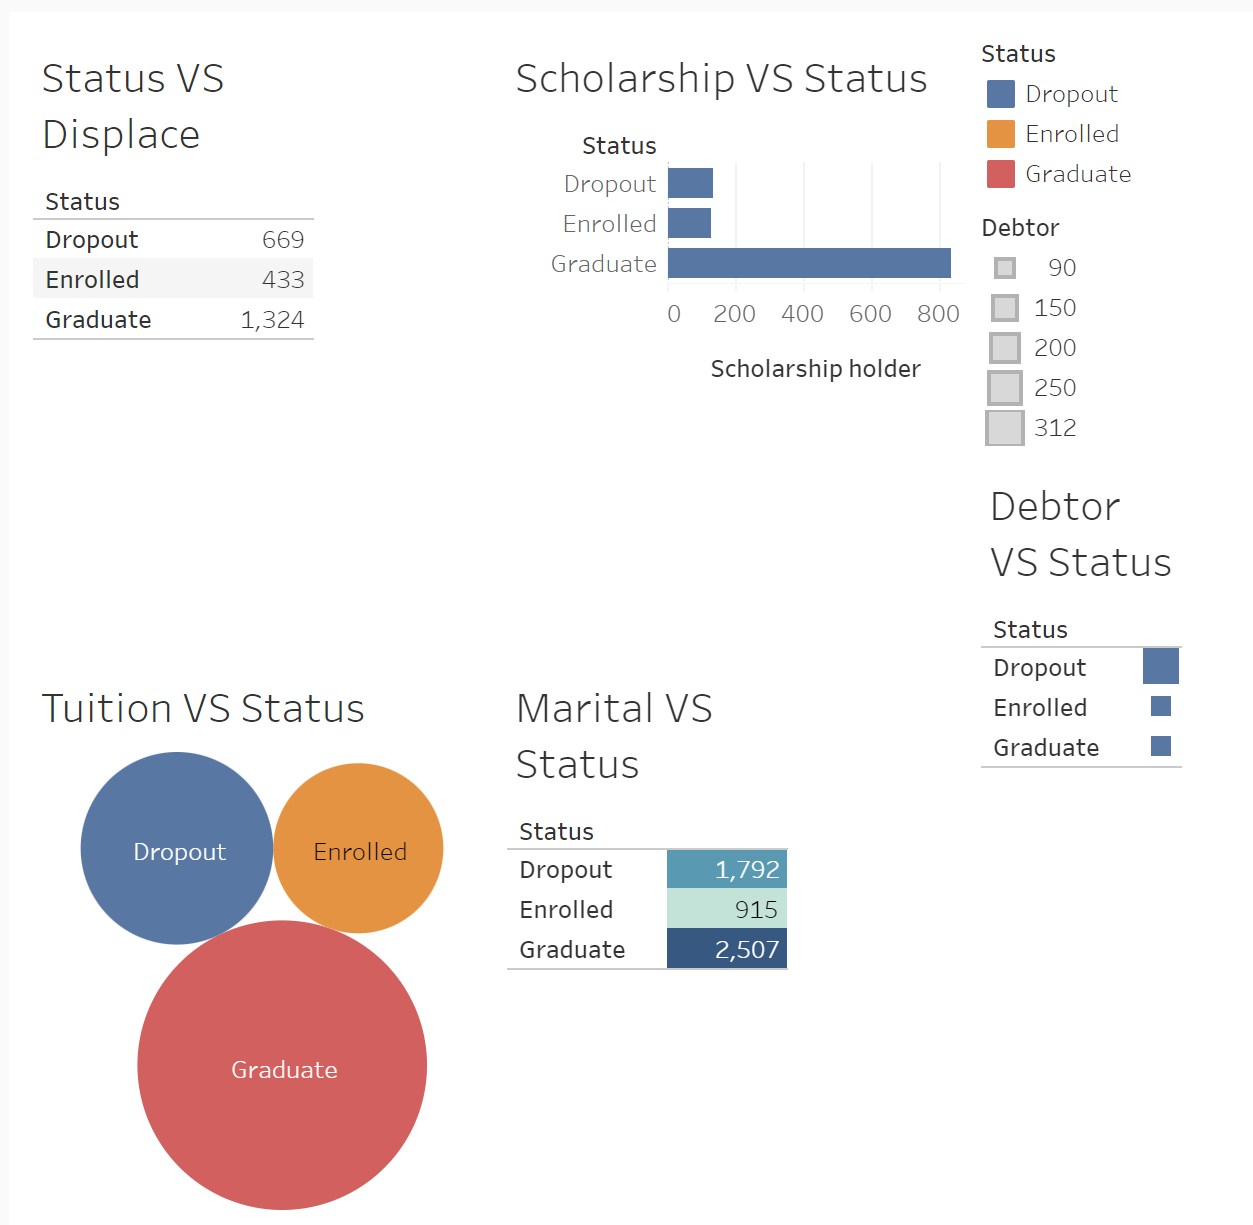 Status VS
Displace
Status
Dropout 669
Enrolled 433
Graduate 1,324
Scholarship VS Status
Status
Dropout
Enrolled
Graduate
0 200 400 600 800
Scholarship holder
Status
Dropout
Enrolled
Graduate
Debtor
90
150
200
250
312
Debtor
VS Status
Status
Dropout
Enrolled
Graduate
Tuition VS Status
Dropout
Enrolled
Graduate
Marital VS
Status
Status
Dropout 1,792
Enrolled 915
Graduate 2,507